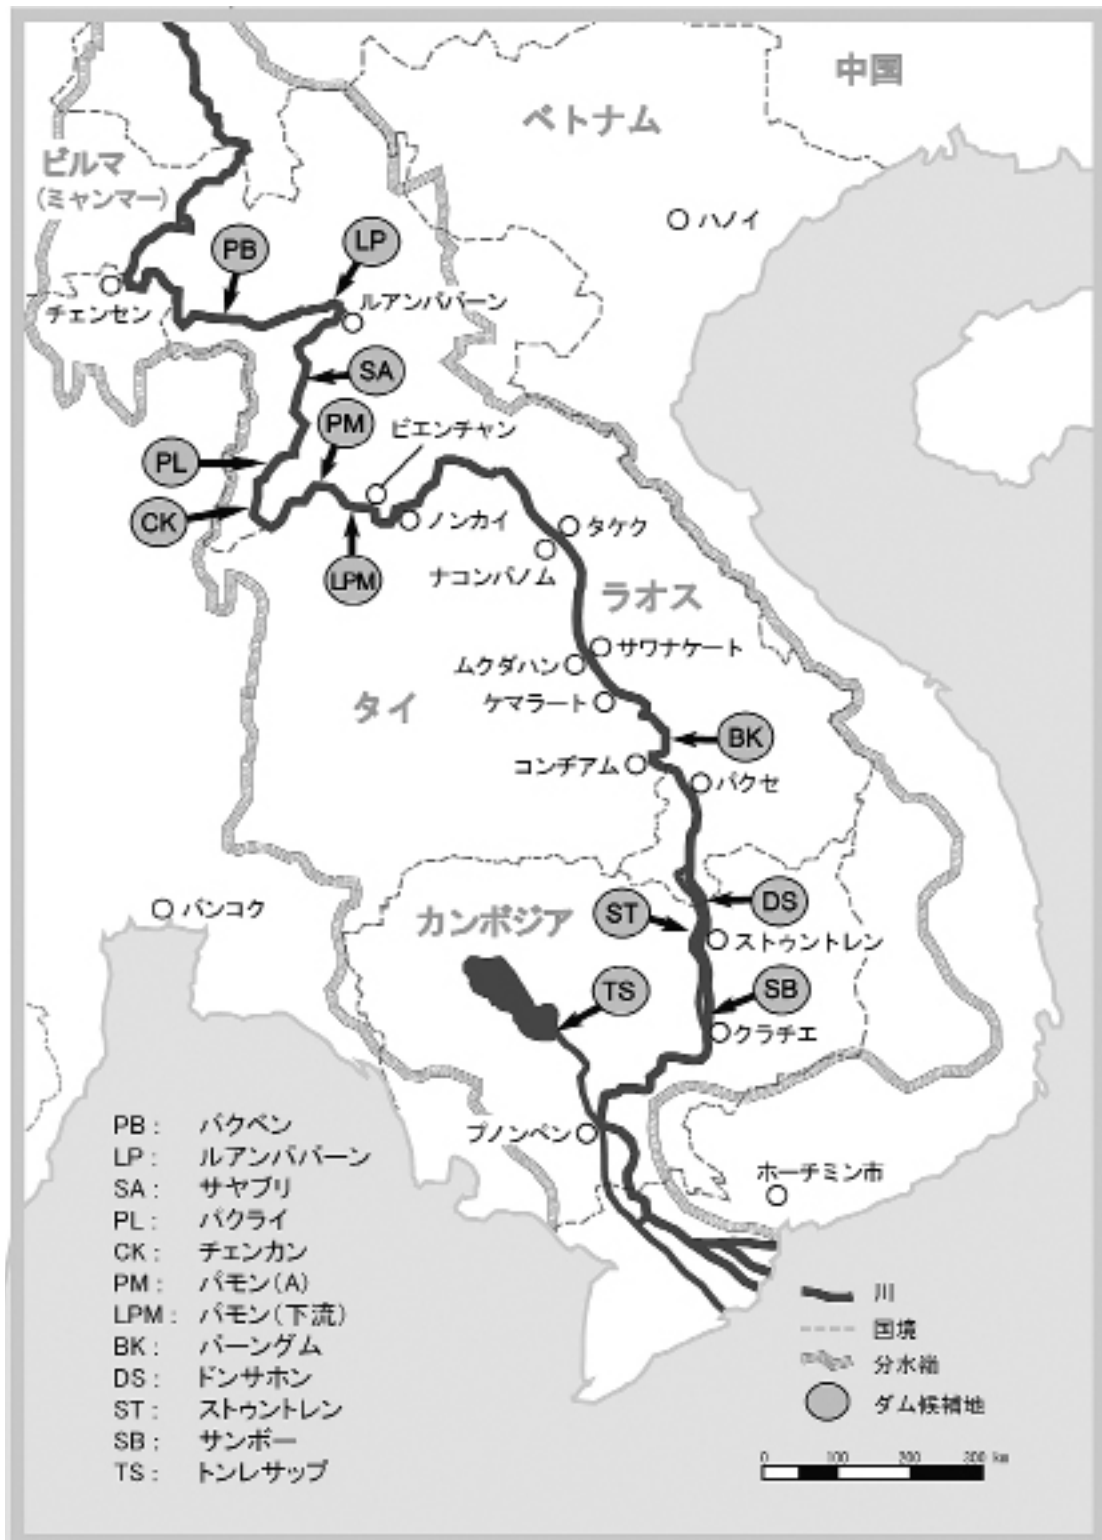 中国
ベトナム
ビルマ
(ミャンマー)
ハノイ
PB
LP
チェンセン
ルアンパバーン
SA
PM
ビエンチャン
PL
CK
ノンカイ
タケク
ナコンパノム
LPM
ラオス
サワナケート
ムクダハン
タイ
ケマラート
BK
コンヂアム
パクセ
バンコク
カンボジア
ST
DS
ストゥントレン
TS
SB
クラチエ
プノンペン
ホーチミン市
PB: パクベン
LP: ルアンパバーン
SA: サヤブリ
PL: パクライ
CK: チェンカン
PM: パモン(A)
LPM: パモン(下流)
BK: バーングム
DS: ドンサホン
ST: ストゥントレン
SB: サンボー
TS: トンレサップ
川
国境
分水嶺
ダム候補地
0 100 200 300 km